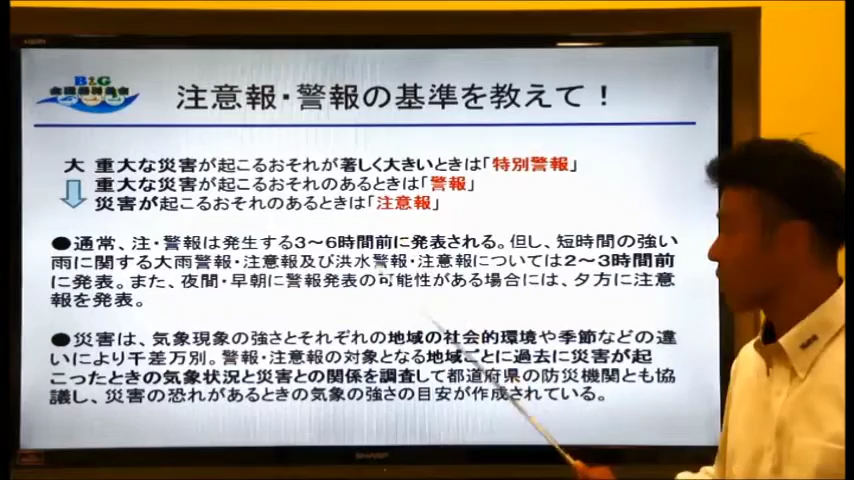 B&G
注意報・警報の基準を教えて！
大 重大な災害が起こるおそれが著しく大きいときは「特別警報」
重大な災害が起こるおそれのあるときは「警報」
災害が起こるおそれのあるときは「注意報」
●通常、注・警報は発生する3～6時間前に発表される。但し、短時間の強い
雨に関する大雨警報・注意報及び洪水警報・注意報については2～3時間前
に発表。また、夜間・早朝に警報発表の可能性がある場合には、夕方に注意
報を発表。
●災害は、気象現象の強さとそれぞれの地域の社会的環境や季節などの違
いにより千差万別。警報・注意報の対象となる地域ごとに過去に災害が起
こったときの気象状況と災害との関係を調査して都道府県の防災機関とも協
議し、災害の恐れがあるときの気象の強さの目安が作成されている。
SHARP